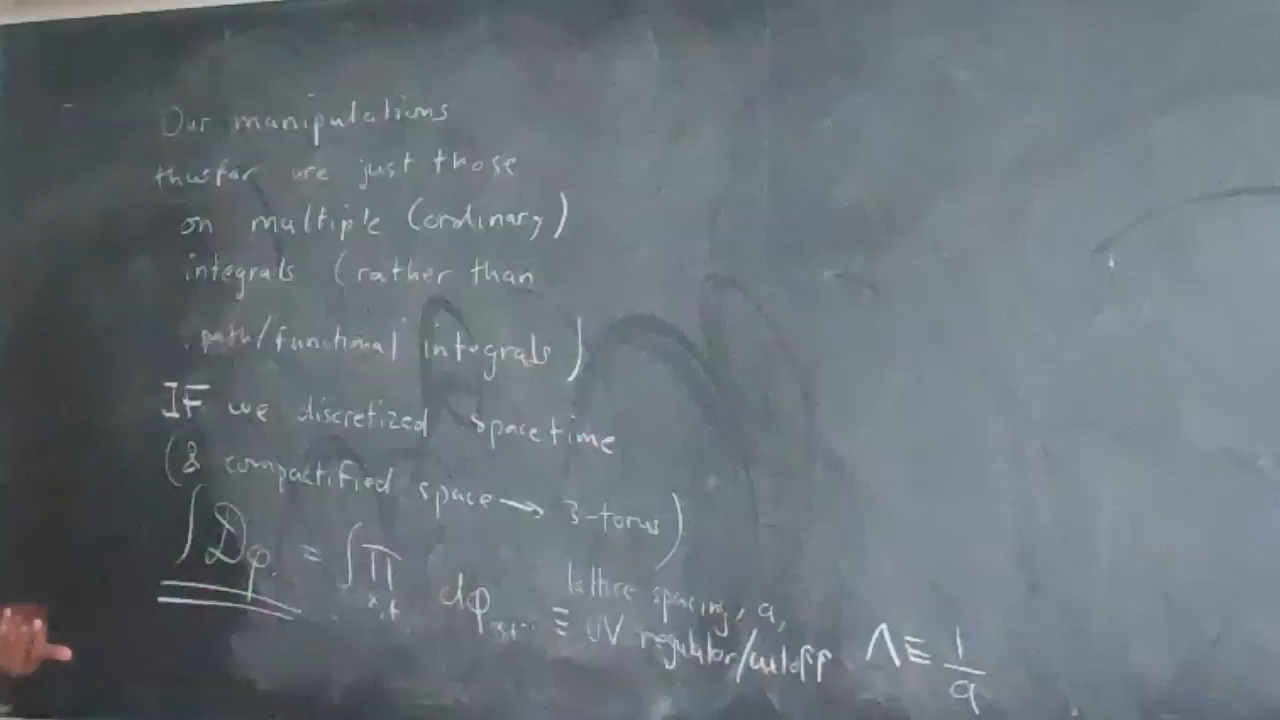 Our manipulations
thusfar are just those
on multiple (ordinary)
integrals (rather than
path/functional integrals)
IF we discretized spacetime
(& compactified space → 3-torus)
∫Dφ = ∫∏ₓ,ₜ dφₓ,ₜ
lattice spacing, a,
≡ UV regulator/cutoff Λ ≡ 1/a